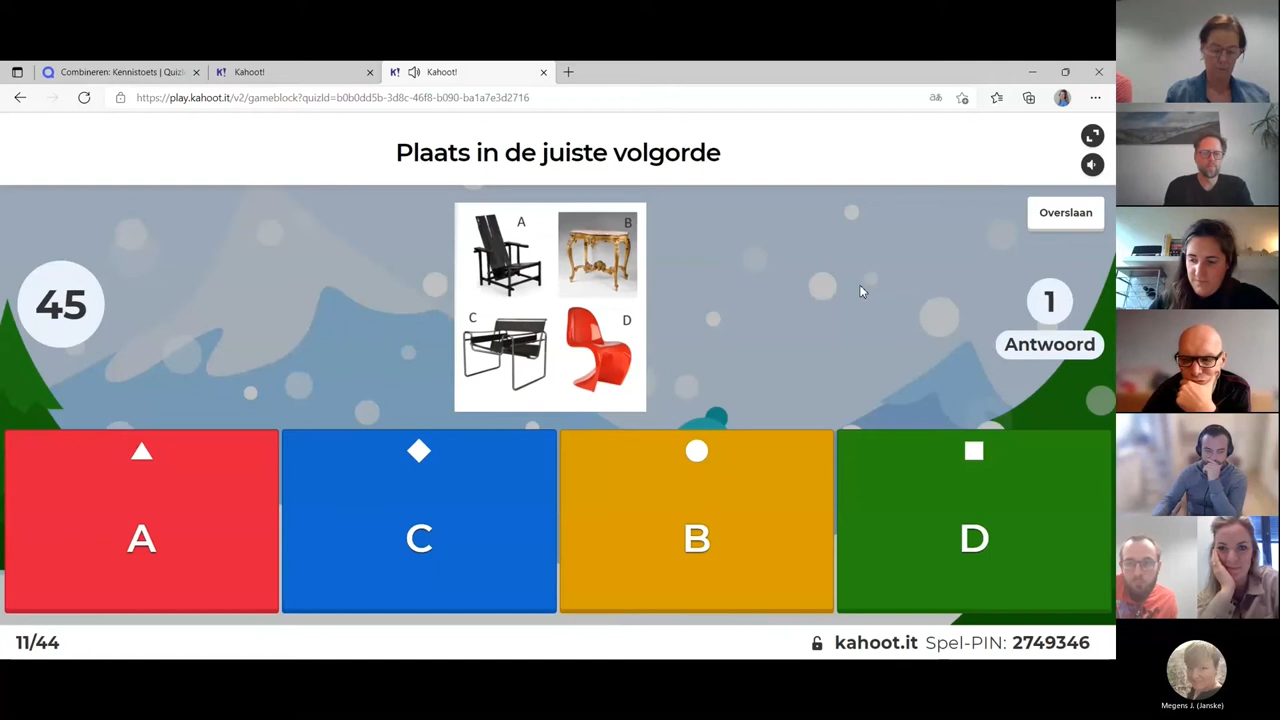 Combineren: Kennistoets | Quizl
Kahoot!
Kahoot!
https://play.kahoot.it/v2/gameblock?quizId=b0b0dd5b-3d8c-46f8-b090-ba1a7e3d2716
Plaats in de juiste volgorde
Overslaan
A
B
C
D
45
1
Antwoord
A
C
B
D
11/44
kahoot.it Spel-PIN: 2749346
Megens J. (Janske)